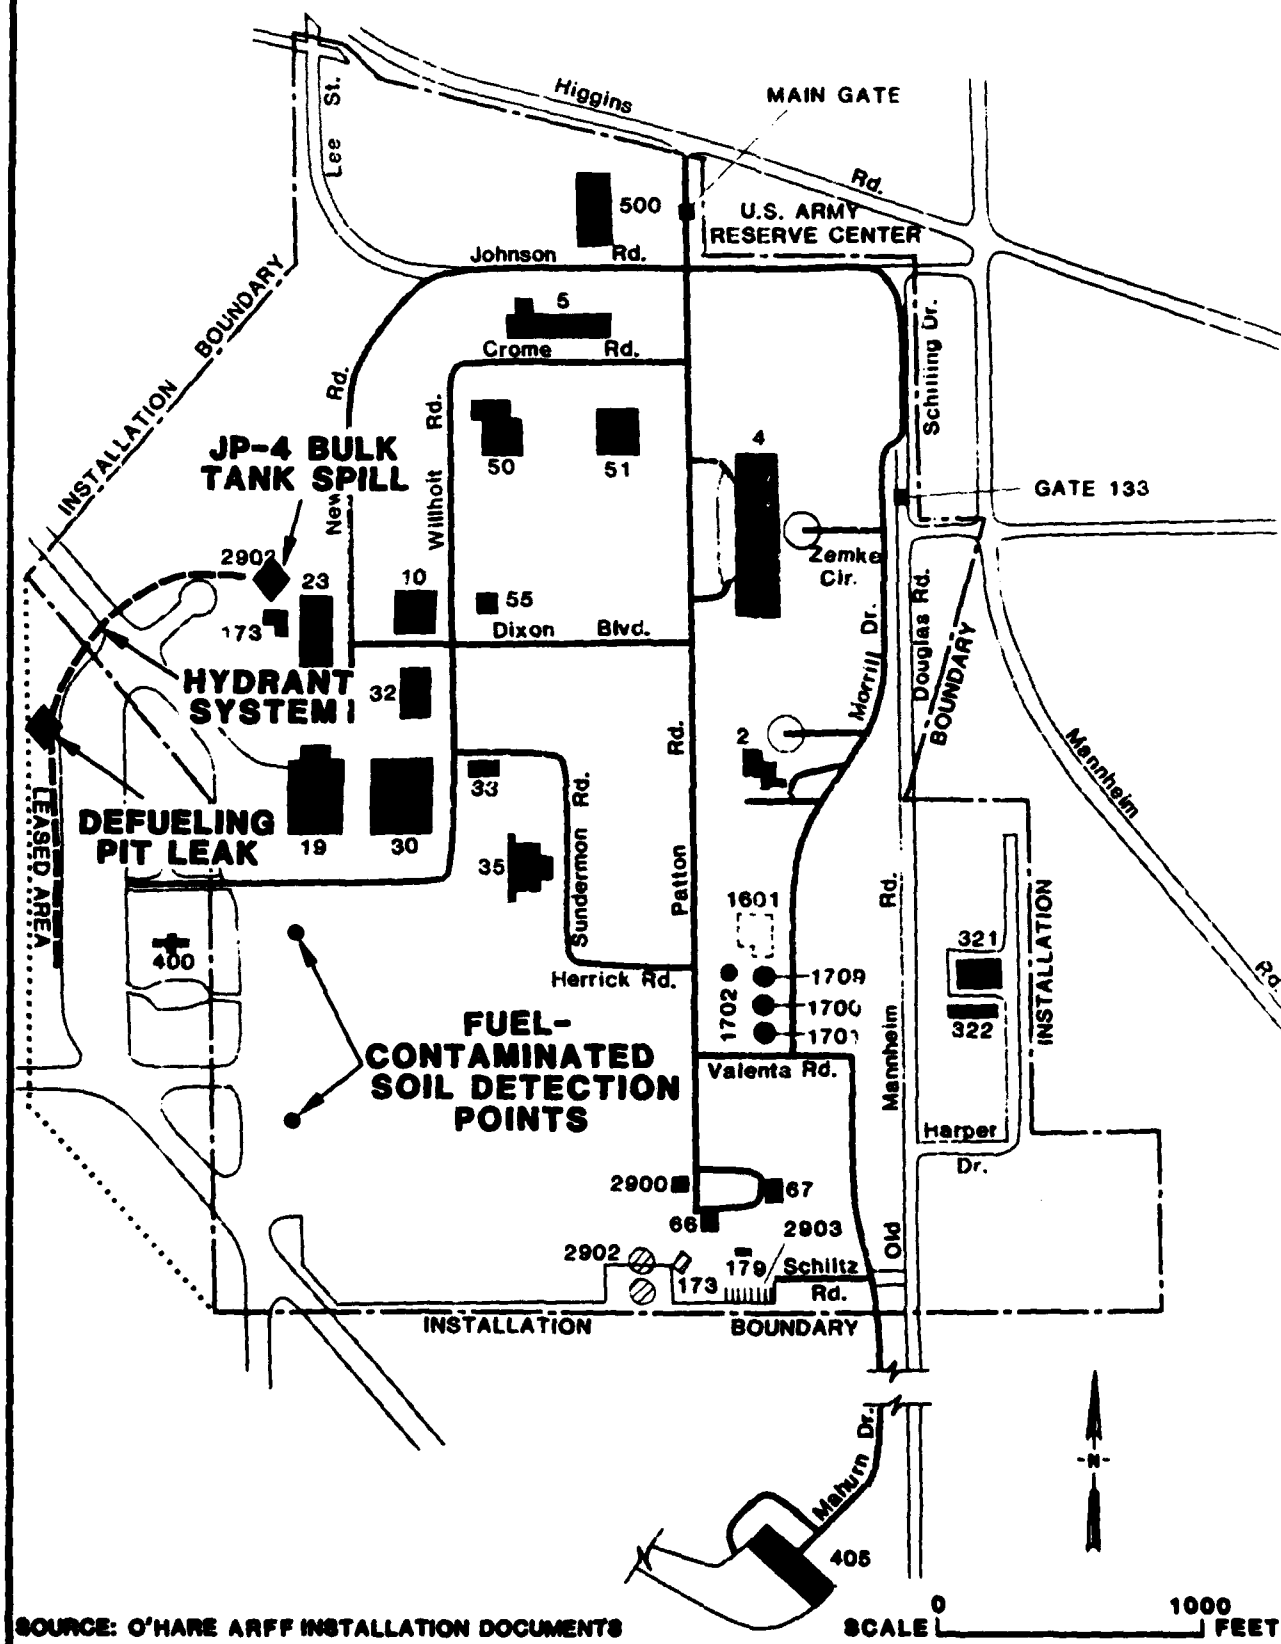 Higgins
MAIN GATE
Lee St.
Rd.
500
U.S. ARMY
RESERVE CENTER
Johnson Rd.
INSTALLATION BOUNDARY
5
Crome Rd.
Schilling Dr.
Rd.
Rd.
JP-4 BULK
TANK SPILL
50
51
4
GATE 133
New
Willholt
2902
23
10
Zemke
Cir.
55
173
Dixon Blvd.
Morrill Dr.
Douglas Rd.
BOUNDARY
HYDRANT
SYSTEM
32
Rd.
2
Mannheim
33
Rd.
LEASED AREA
DEFUELING
PIT LEAK
19
30
35
Sundermon
Patton
Rd.
1601
INSTALLATION
321
400
Herrick Rd.
1709
1702
1700
1701
322
Rd.
FUEL-
CONTAMINATED
SOIL DETECTION
POINTS
Valenta Rd.
Mannheim
Harper
Dr.
2900
67
66
2903
Old
2902
173
179
Schiltz
Rd.
INSTALLATION BOUNDARY
Mahurn Dr.
-N-
405
SOURCE: O'HARE ARFF INSTALLATION DOCUMENTS
SCALE 0 1000 FEET